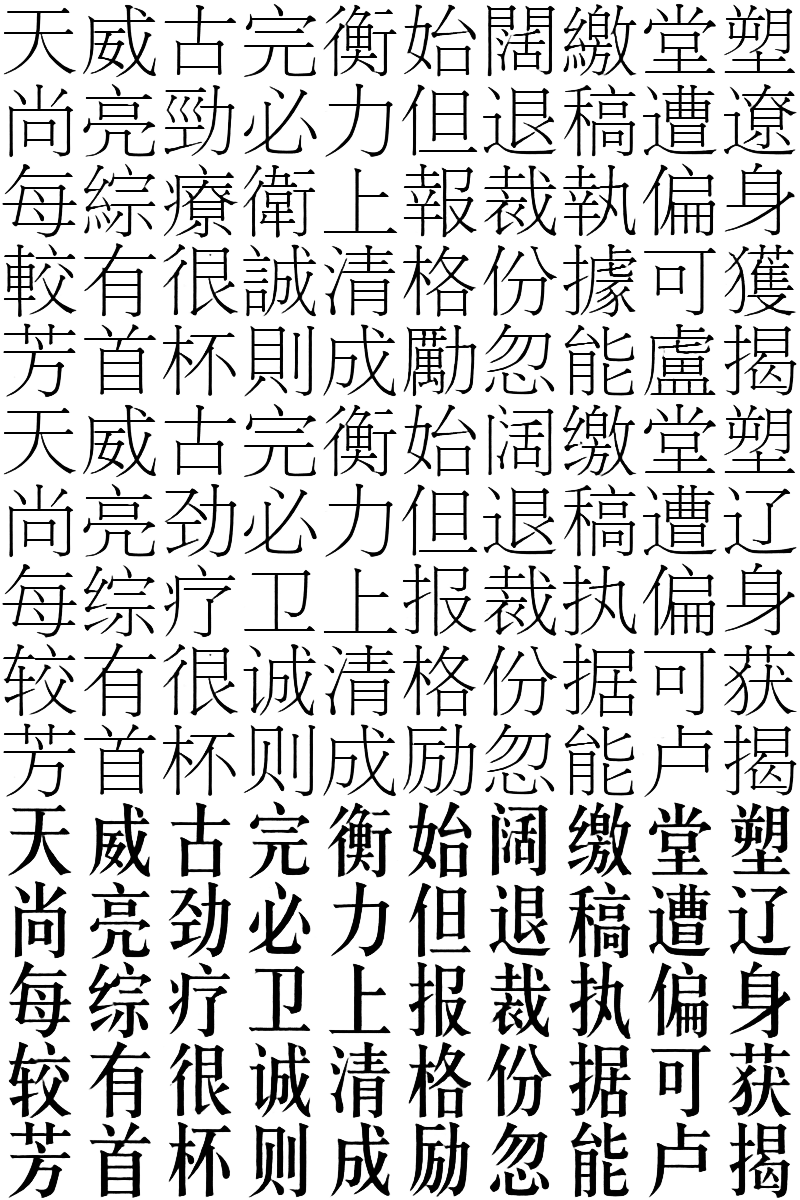 天威古完衡始闊繳堂塑
尚亮勁必力但退稿遭遼
每綜療衛上報裁執偏身
較有很誠清格份據可獲
芳首杯則成勵忽能盧揭
天威古完衡始阔缴堂塑
尚亮劲必力但退稿遭辽
每综疗卫上报裁执偏身
较有很诚清格份据可获
芳首杯则成励忽能卢揭
天威古完衡始阔缴堂塑
尚亮劲必力但退稿遭辽
每综疗卫上报裁执偏身
较有很诚清格份据可获
芳首杯则成励忽能卢揭